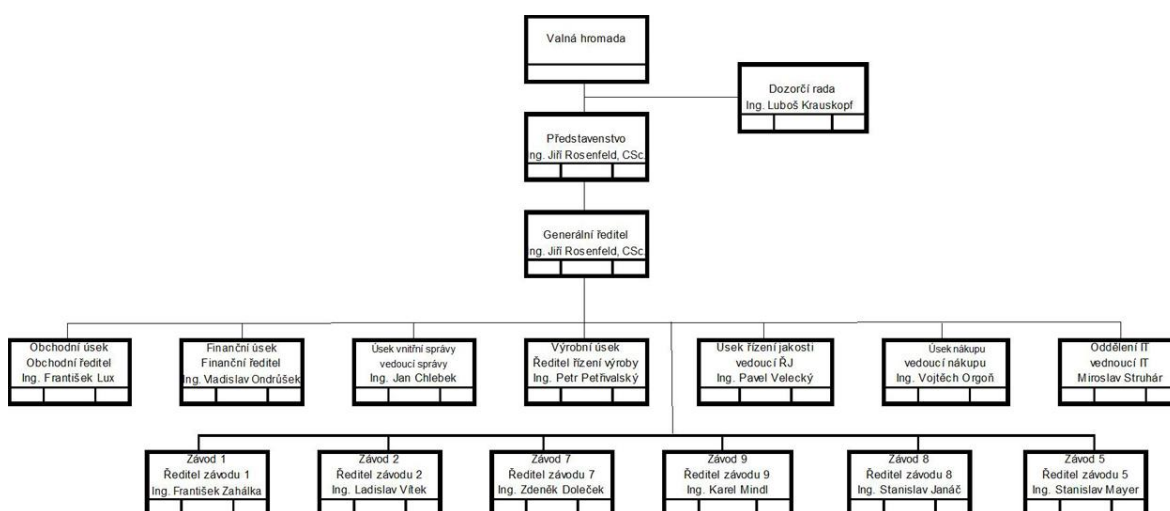 Valná hromada
Dozorčí rada
Ing. Luboš Krauskopf
Představenstvo
Ing. Jiří Rosenfeld, CSc.
Generální ředitel
Ing. Jiří Rosenfeld, CSc.
Obchodní úsek
Obchodní ředitel
Ing. František Lux
Finanční úsek
Finanční ředitel
Ing. Vladislav Ondrůšek
Úsek vnitřní správy
vedoucí správy
Ing. Jan Chlebek
Výrobní úsek
Ředitel řízení výroby
Ing. Petr Petřivalský
Úsek řízení jakosti
vedoucí ŘJ
Ing. Pavel Velecký
Úsek nákupu
vedoucí nákupu
Ing. Vojtěch Orgoň
Oddělení IT
vednoucí IT
Miroslav Struhár
Závod 1
Ředitel závodu 1
Ing. František Zahálka
Závod 2
Ředitel závodu 2
Ing. Ladislav Vítek
Závod 7
Ředitel závodu 7
Ing. Zdeněk Doleček
Závod 9
Ředitel závodu 9
Ing. Karel Mindl
Závod 8
Ředitel závodu 8
Ing. Stanislav Janáč
Závod 5
Ředitel závodu 5
Ing. Stanislav Mayer